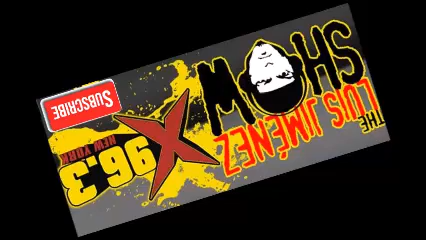 THE
LUIS JIMÉNEZ
SHOW
X
96.3
NEW YORK
SUBSCRIBE